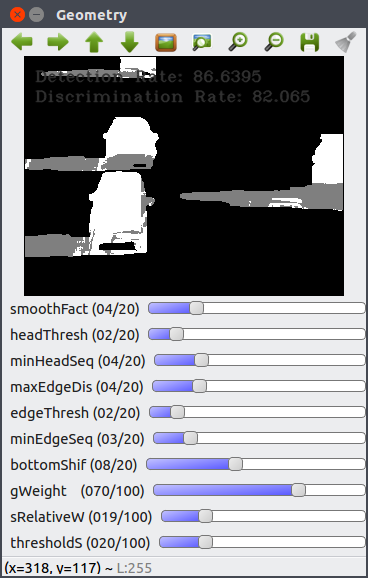 Geometry
Detection Rate: 86.6395
Discrimination Rate: 82.065
smoothFact (04/20)
headThresh (02/20)
minHeadSeq (04/20)
maxEdgeDis (04/20)
edgeThresh (02/20)
minEdgeSeq (03/20)
bottomShif (08/20)
gWeight (070/100)
sRelativeW (019/100)
thresholdS (020/100)
(x=318, y=117) ~ L:255